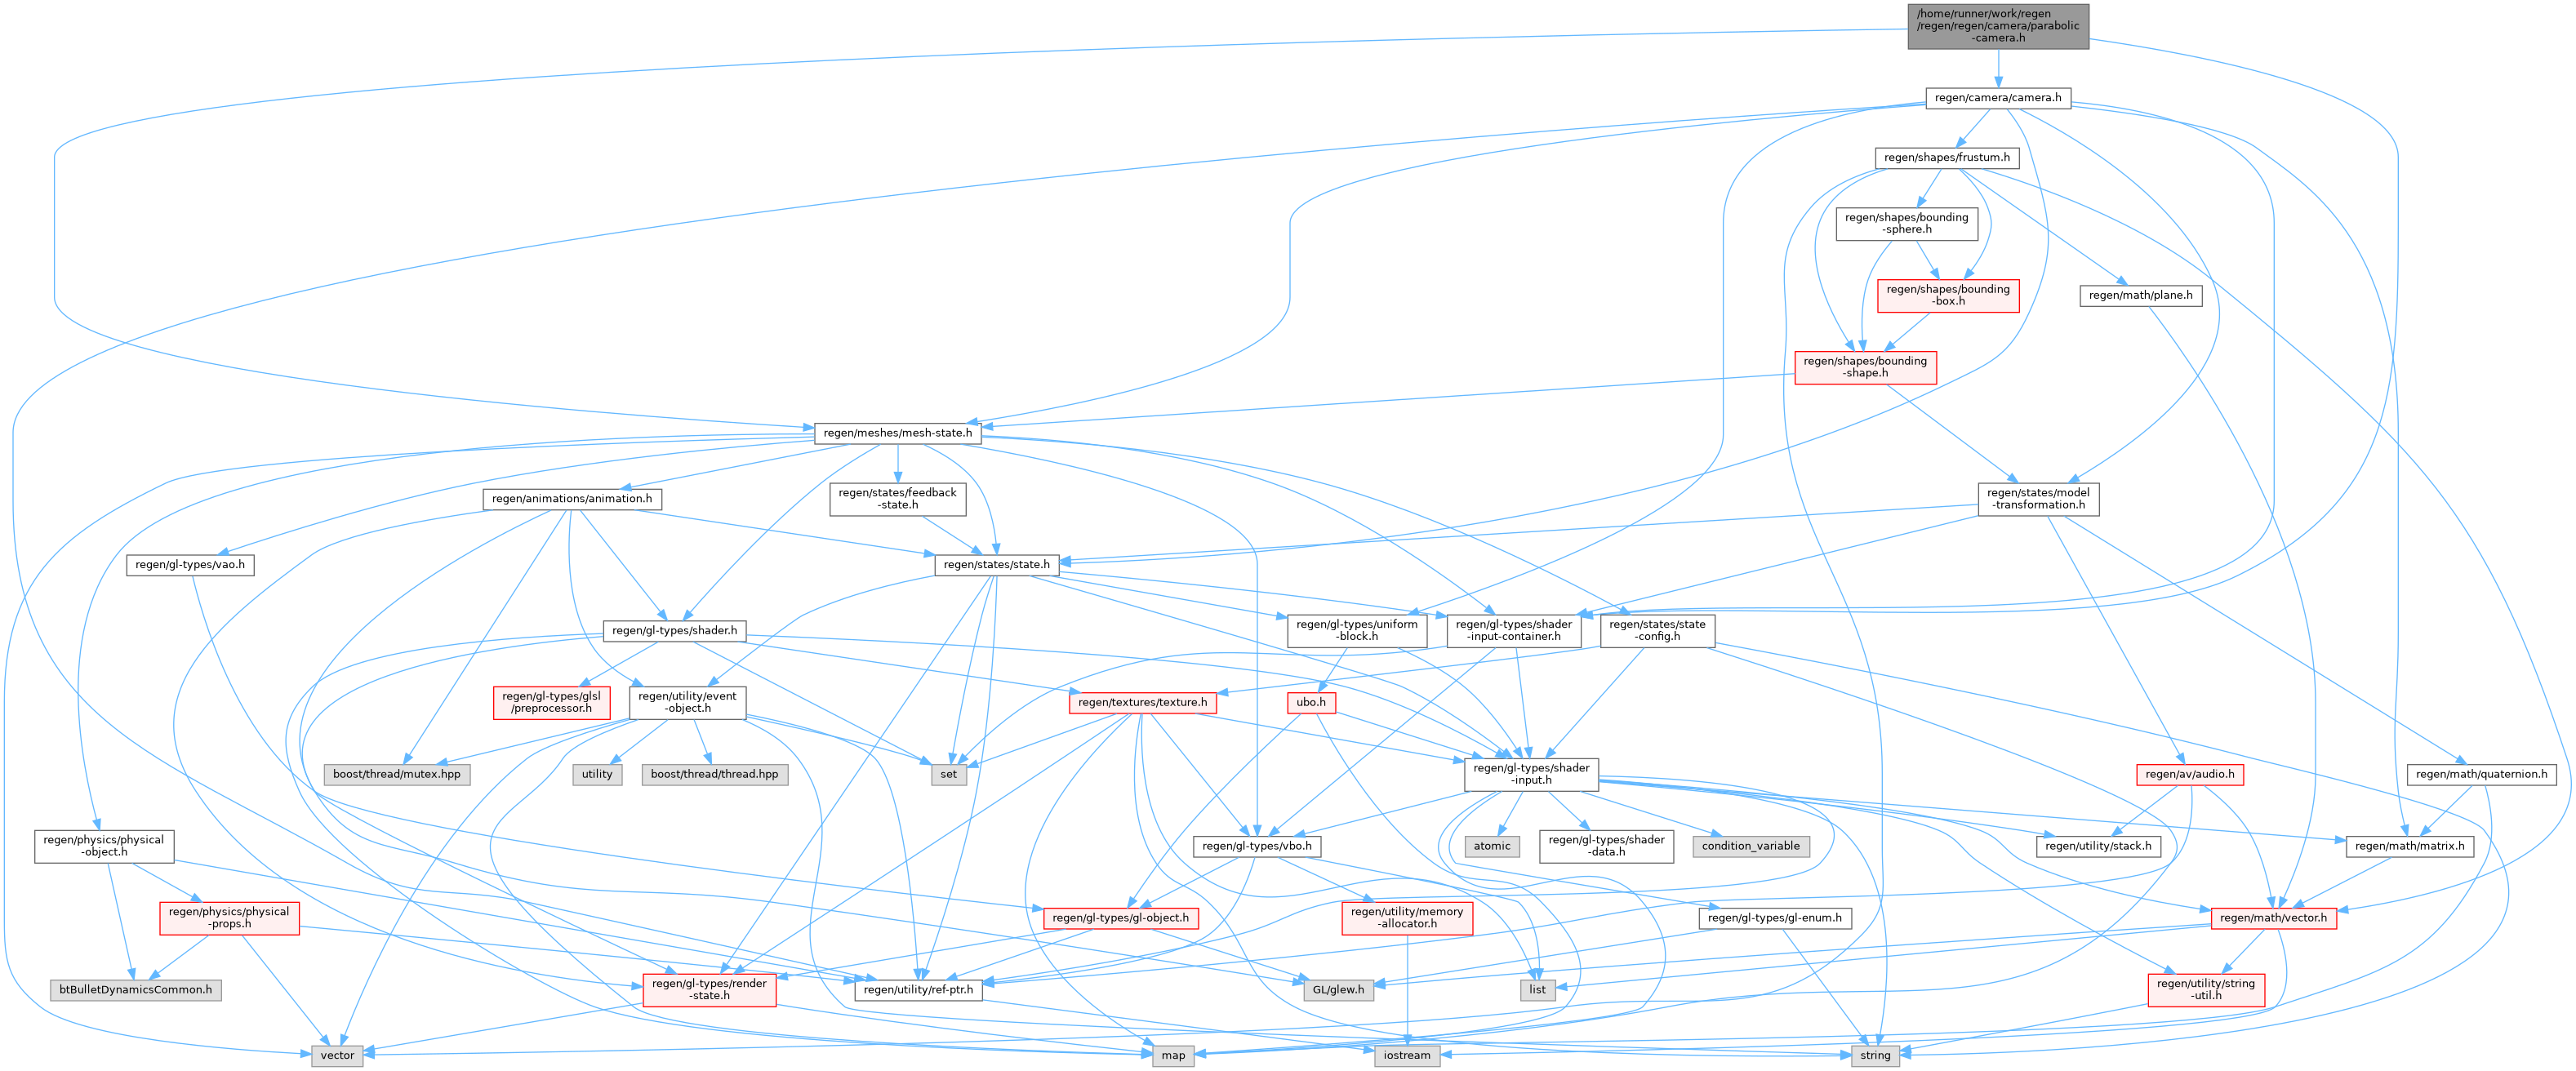 /home/runner/work/regen
/regen/regen/camera/parabolic
-camera.h
regen/camera/camera.h
regen/shapes/frustum.h
regen/shapes/bounding
-sphere.h
regen/shapes/bounding
-box.h
regen/math/plane.h
regen/shapes/bounding
-shape.h
regen/meshes/mesh-state.h
regen/animations/animation.h
regen/states/feedback
-state.h
regen/states/model
-transformation.h
regen/gl-types/vao.h
regen/states/state.h
regen/gl-types/shader.h
regen/gl-types/uniform
-block.h
regen/gl-types/shader
-input-container.h
regen/states/state
-config.h
regen/gl-types/glsl
/preprocessor.h
regen/utility/event
-object.h
regen/textures/texture.h
ubo.h
boost/thread/mutex.hpp
utility
boost/thread/thread.hpp
set
regen/gl-types/shader
-input.h
regen/av/audio.h
regen/math/quaternion.h
regen/physics/physical
-object.h
regen/gl-types/vbo.h
atomic
regen/gl-types/shader
-data.h
condition_variable
regen/utility/stack.h
regen/math/matrix.h
regen/physics/physical
-props.h
regen/gl-types/gl-object.h
regen/utility/memory
-allocator.h
regen/gl-types/gl-enum.h
regen/math/vector.h
btBulletDynamicsCommon.h
regen/gl-types/render
-state.h
regen/utility/ref-ptr.h
GL/glew.h
list
regen/utility/string
-util.h
vector
map
iostream
string